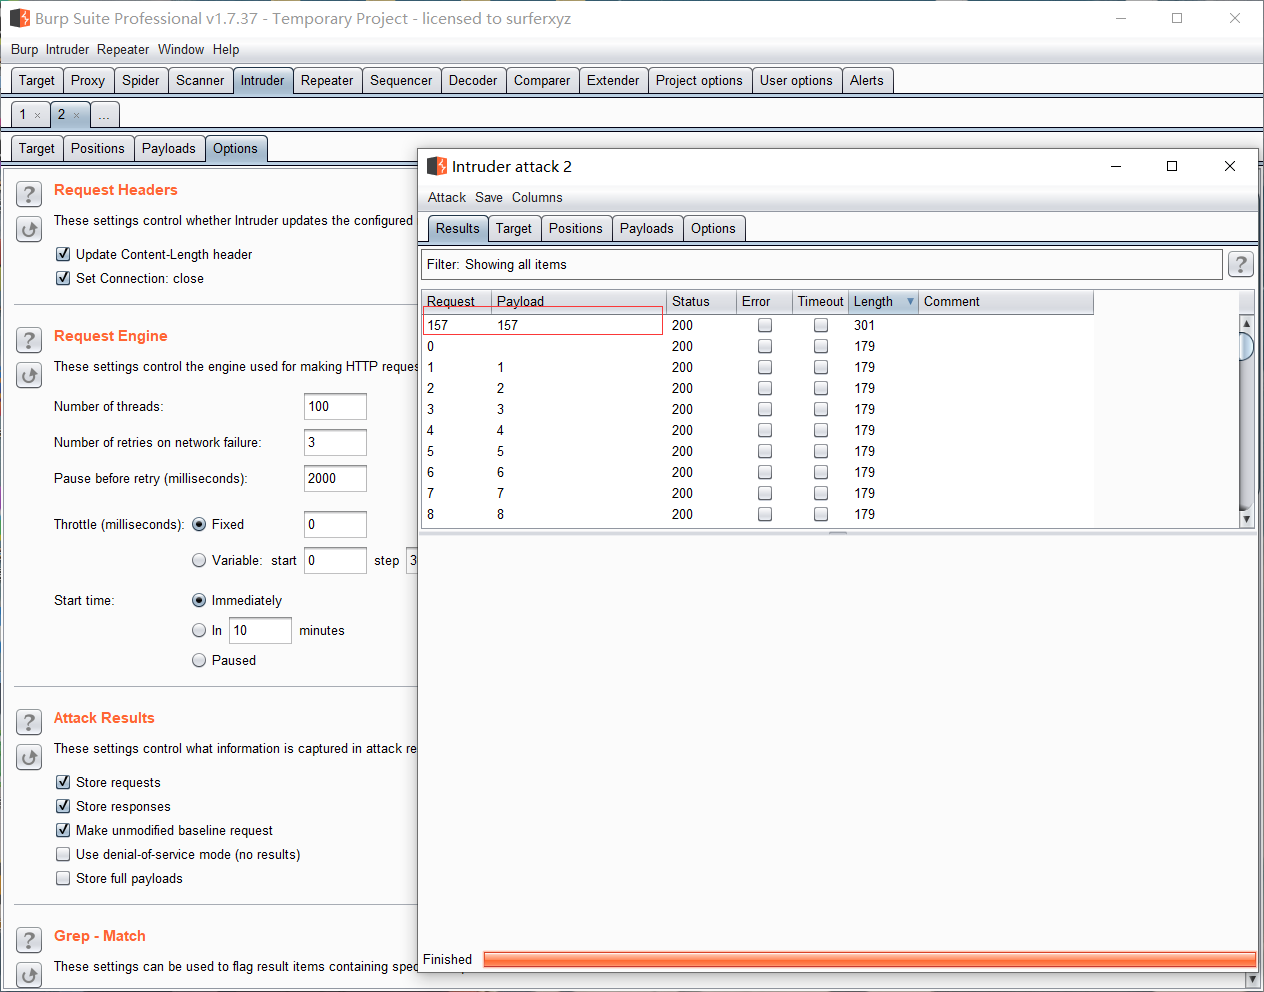 Burp Suite Professional v1.7.37 - Temporary Project - licensed to surferxyz
Burp Intruder Repeater Window Help
Target Proxy Spider Scanner Intruder Repeater Sequencer Decoder Comparer Extender Project options User options Alerts
1 × 2 × ...
Target Positions Payloads Options
Request Headers
These settings control whether Intruder updates the configured
Update Content-Length header
Set Connection: close
Request Engine
These settings control the engine used for making HTTP reques
Number of threads: 100
Number of retries on network failure: 3
Pause before retry (milliseconds): 2000
Throttle (milliseconds): Fixed 0
Variable: start 0 step 3
Start time: Immediately
In 10 minutes
Paused
Attack Results
These settings control what information is captured in attack re
Store requests
Store responses
Make unmodified baseline request
Use denial-of-service mode (no results)
Store full payloads
Grep - Match
These settings can be used to flag result items containing spec
Intruder attack 2
Attack Save Columns
Results Target Positions Payloads Options
Filter: Showing all items
?
Request Payload Status Error Timeout Length Comment
157 157 200 301
0 200 179
1 1 200 179
2 2 200 179
3 3 200 179
4 4 200 179
5 5 200 179
6 6 200 179
7 7 200 179
8 8 200 179
Finished